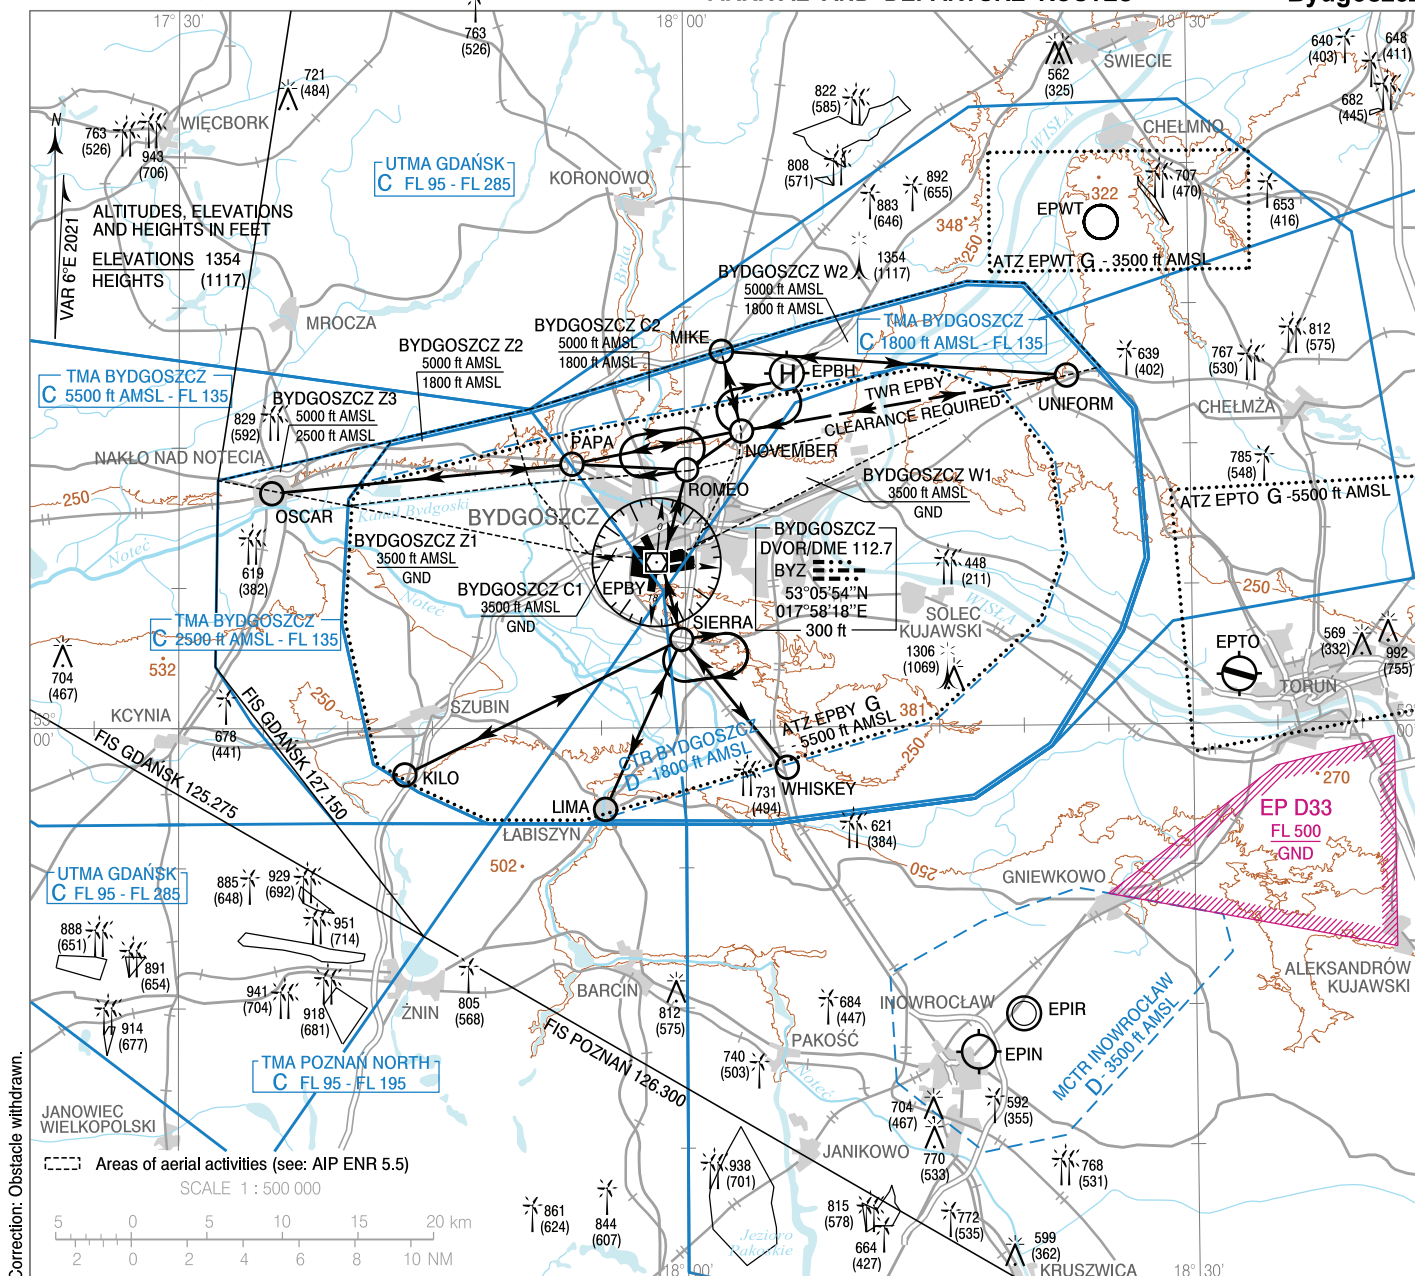 17° 30'
18° 00'
18° 30'
763
(526)
640
(403)
648
(411)
562
(325)
ŚWIECIE
721
(484)
822
(585)
682
(445)
WISŁA
763
(526)
WIĘCBORK
943
(706)
CHEŁMNO
N
UTMA GDAŃSK
C FL 95 - FL 285
KORONOWO
808
(571)
892
(655)
883
(646)
707
(470)
322
653
(416)
EPWT
348
250
ALTITUDES, ELEVATIONS
AND HEIGHTS IN FEET
ELEVATIONS 1354
HEIGHTS (1117)
VAR 6°E 2021
Brda
1354
(1117)
ATZ EPWT G - 3500 ft AMSL
BYDGOSZCZ W2
5000 ft AMSL
1800 ft AMSL
MROCZA
BYDGOSZCZ C2
5000 ft AMSL
1800 ft AMSL
MIKE
TMA BYDGOSZCZ
C 1800 ft AMSL - FL 135
BYDGOSZCZ Z2
5000 ft AMSL
1800 ft AMSL
812
(575)
639
(402)
767
(530)
H
EPBH
TMA BYDGOSZCZ
C 5500 ft AMSL - FL 135
BYDGOSZCZ Z3
5000 ft AMSL
2500 ft AMSL
829
(592)
TWR EPBY
CLEARANCE REQUIRED
UNIFORM
CHEŁMŻA
PAPA
NOVEMBER
NAKŁO NAD NOTECIĄ
785
(548)
ROMEO
BYDGOSZCZ W1
3500 ft AMSL
GND
250
ATZ EPTO G -5500 ft AMSL
OSCAR
Kanał Bydgoski
BYDGOSZCZ
0
BYDGOSZCZ Z1
3500 ft AMSL
GND
BYDGOSZCZ
DVOR/DME 112.7
BYZ
53°05'54''N
017°58'18''E
300 ft
Noteć
619
(382)
448
(211)
BYDGOSZCZ C1
3500 ft AMSL
GND
EPBY
18
250
Noteć
WISŁA
SOLEC
KUJAWSKI
SIERRA
TMA BYDGOSZCZ
C 2500 ft AMSL - FL 135
EPTO
569
(332)
992
(755)
1306
(1069)
704
(467)
532
TORUŃ
FIS GDAŃSK 127.150
250
SZUBIN
KCYNIA
678
(441)
381
ATZ EPBY G
- 5500 ft AMSL
53°
00'
53°
FIS GDAŃSK 125.275
250
CTR BYDGOSZCZ
D -1800 ft AMSL
KILO
WHISKEY
731
(494)
270
LIMA
EP D33
FL 500
GND
ŁABISZYN
621
(384)
502
250
GNIEWKOWO
UTMA GDAŃSK
C FL 95 - FL 285
885
(648)
929
(692)
951
(714)
888
(651)
891
(654)
ALEKSANDRÓW
KUJAWSKI
941
(704)
918
(681)
ŻNIN
805
(568)
BARCIN
812
(575)
684
(447)
INOWROCŁAW
EPIR
914
(677)
MCTR INOWROCŁAW
D - 3500 ft AMSL
FIS POZNAŃ 126.300
PAKOŚĆ
EPIN
TMA POZNAŃ NORTH
C FL 95 - FL 195
740
(503)
Noteć
592
(355)
704
(467)
JANOWIEC
WIELKOPOLSKI
JANIKOWO
770
(533)
768
(531)
Areas of aerial activities (see: AIP ENR 5.5)
938
(701)
SCALE 1 : 500 000
861
(624)
844
(607)
815
(578)
772
(535)
664
(427)
599
(362)
Jezioro
Pakoskie
5 0 5 10 15 20 km
2 0 2 4 6 8 10 NM
KRUSZWICA
18° 00'
18° 30'
Correction: Obstacle withdrawn.